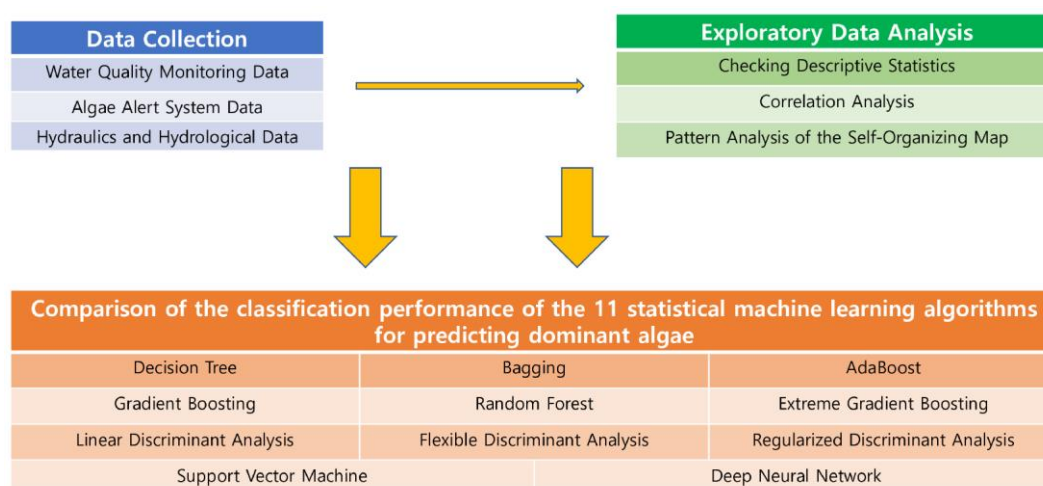 Data Collection
Water Quality Monitoring Data
Algae Alert System Data
Hydraulics and Hydrological Data
Exploratory Data Analysis
Checking Descriptive Statistics
Correlation Analysis
Pattern Analysis of the Self-Organizing Map
Comparison of the classification performance of the 11 statistical machine learning algorithms
for predicting dominant algae
Decision Tree
Bagging
AdaBoost
Gradient Boosting
Random Forest
Extreme Gradient Boosting
Linear Discriminant Analysis
Flexible Discriminant Analysis
Regularized Discriminant Analysis
Support Vector Machine
Deep Neural Network